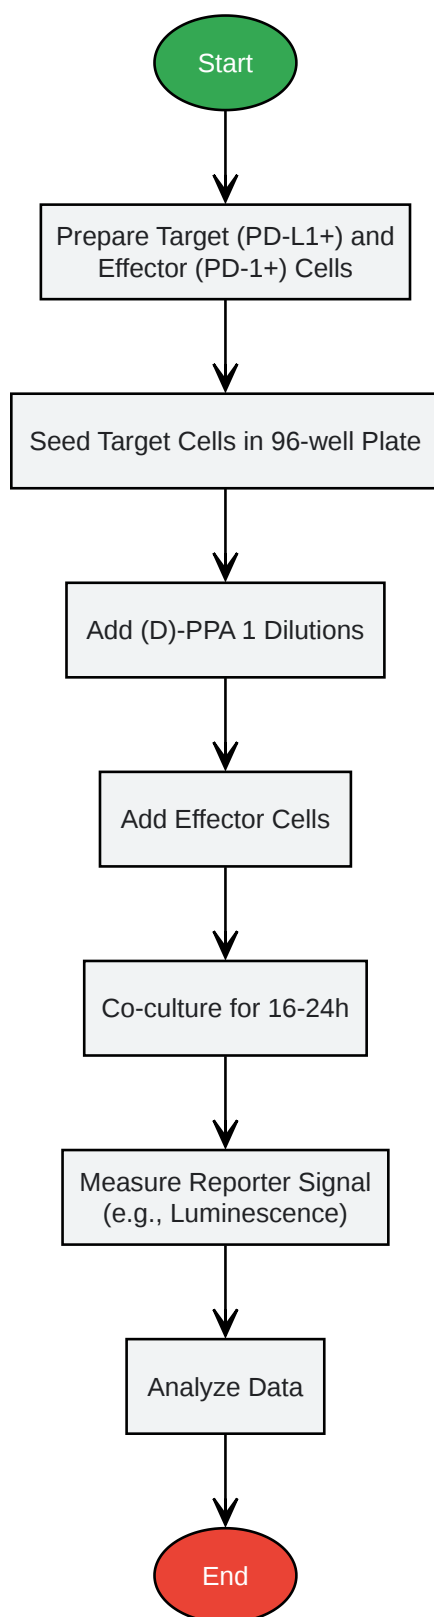 Start
Prepare Target (PD-L1+) and
Effector (PD-1+) Cells
Seed Target Cells in 96-well Plate
Add (D)-PPA 1 Dilutions
Add Effector Cells
Co-culture for 16-24h
Measure Reporter Signal
(e.g., Luminescence)
Analyze Data
End